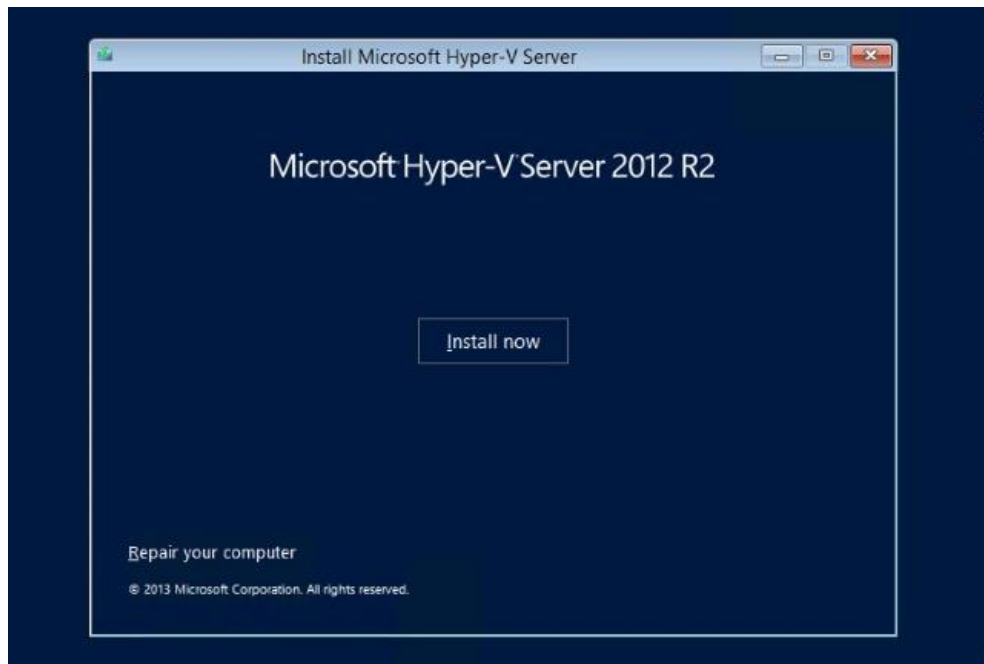 Install Microsoft Hyper-V Server
Microsoft Hyper-V Server 2012 R2
Install now
Repair your computer
© 2013 Microsoft Corporation. All rights reserved.